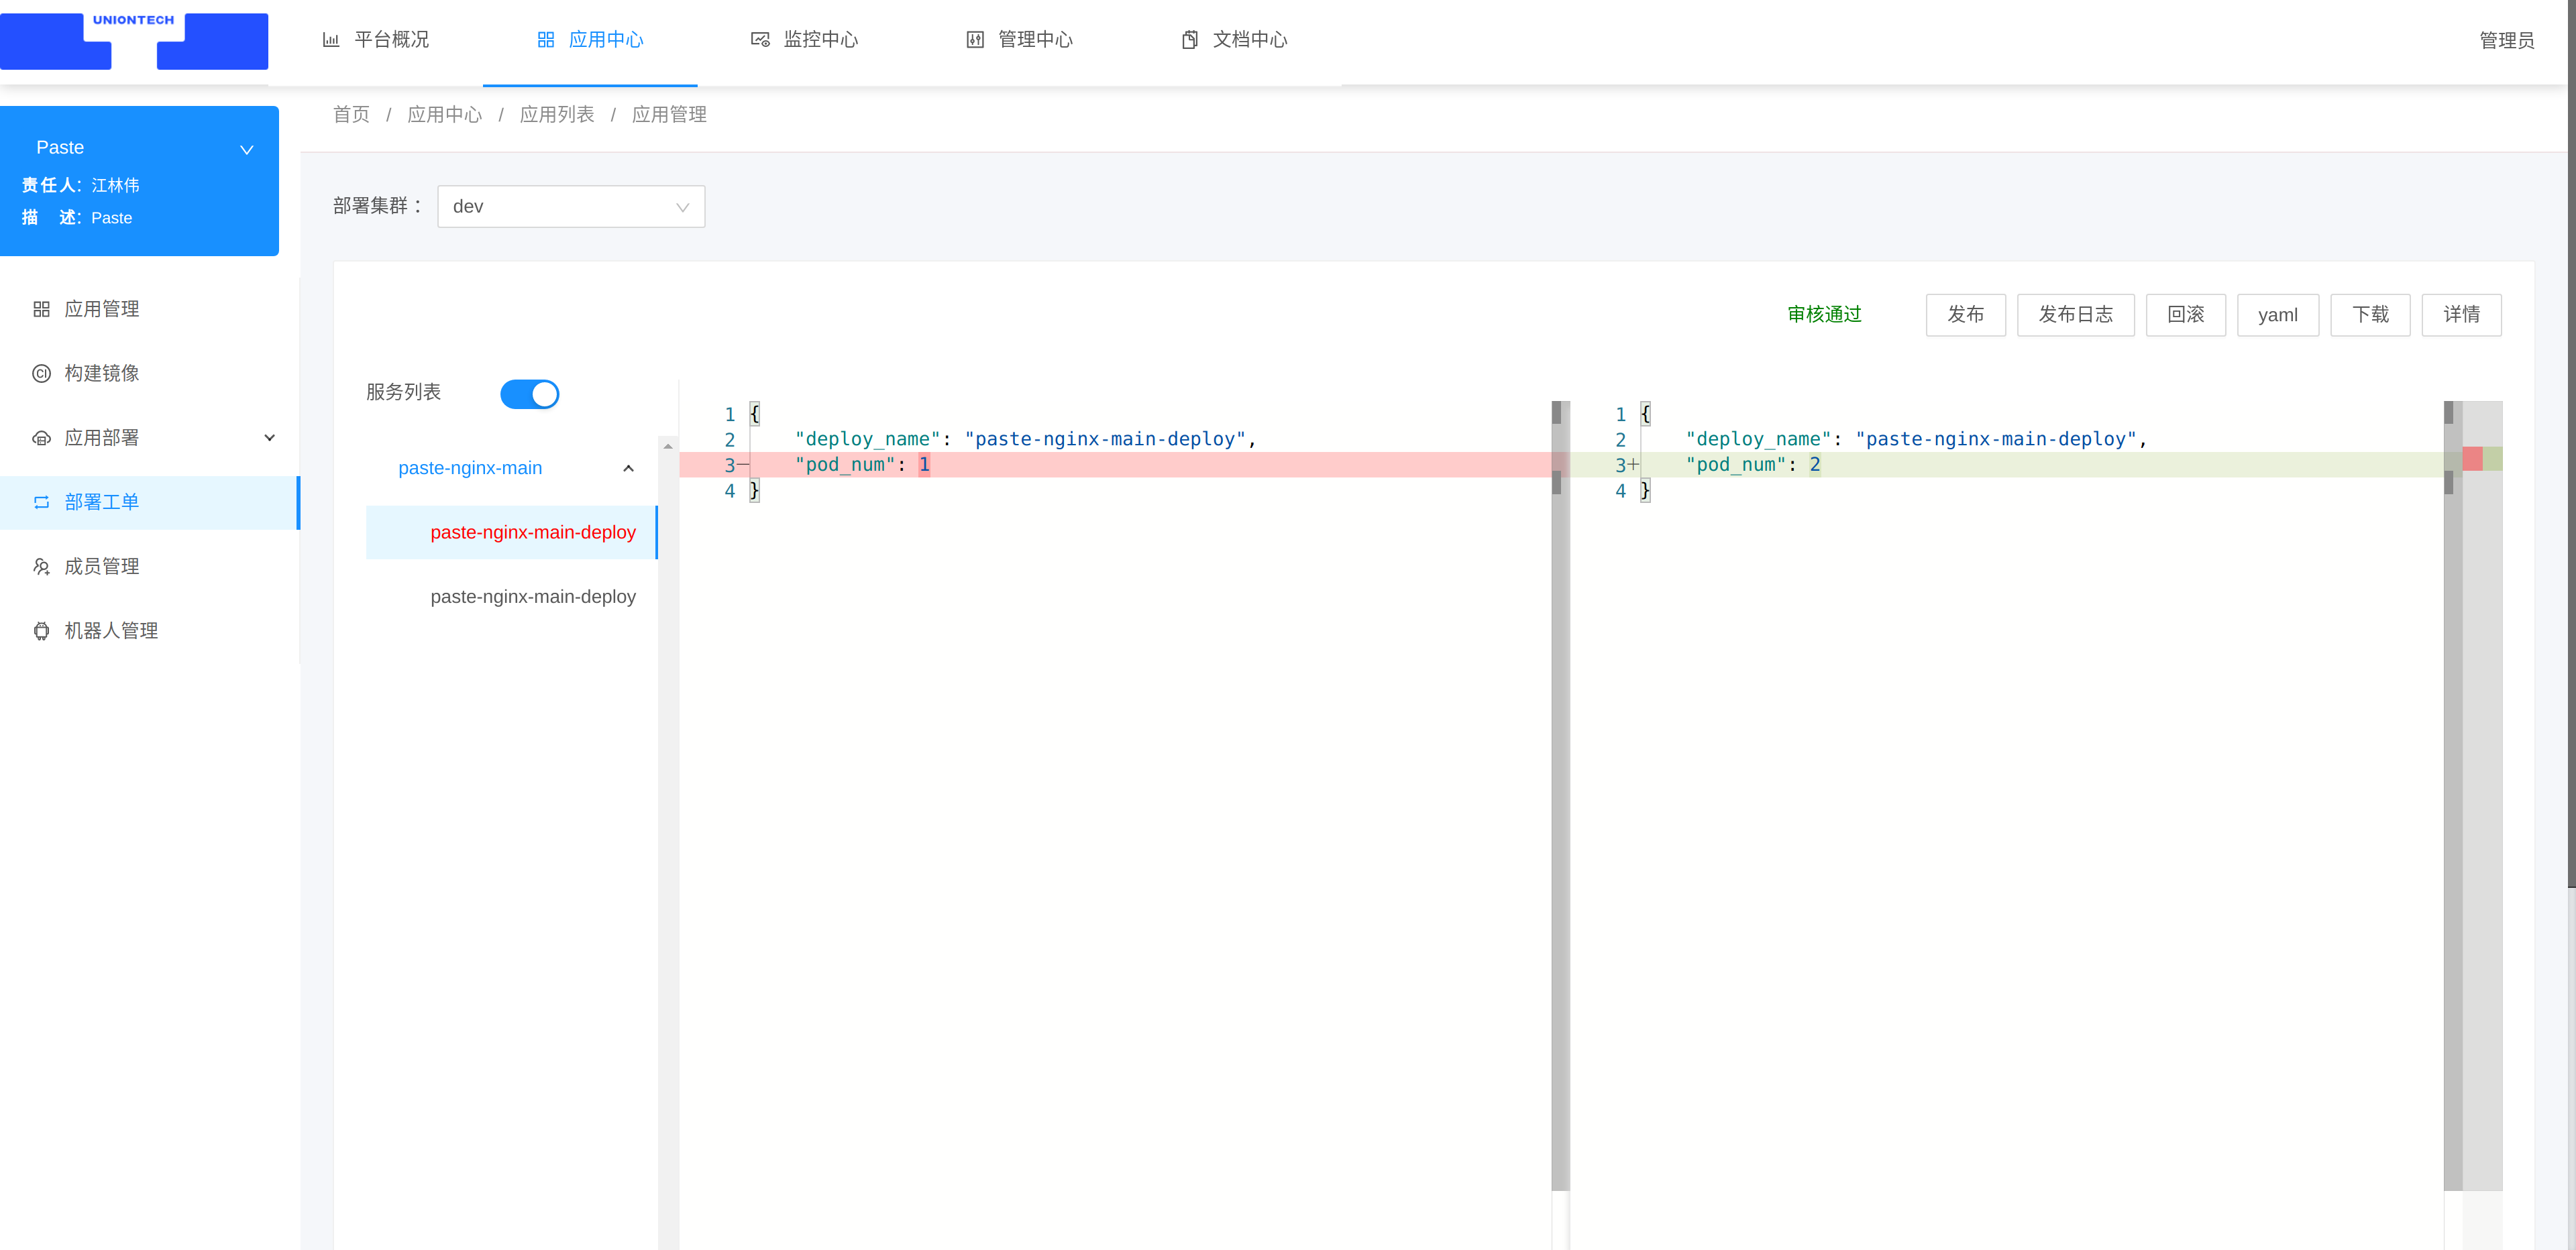 UNIONTECH
平台概况
应用中心
监控中心
管理中心
文档中心
管理员
首页 / 应用中心 / 应用列表 / 应用管理
Paste
责任人：江林伟
描 述：Paste
应用管理
构建镜像
应用部署
部署工单
成员管理
机器人管理
部署集群： dev
审核通过
发布
发布日志
回滚
yaml
下载
详情
服务列表
paste-nginx-main
paste-nginx-main-deploy
paste-nginx-main-deploy
1 {
2 "deploy_name": "paste-nginx-main-deploy",
3— "pod_num": 1
4 }
1 {
2 "deploy_name": "paste-nginx-main-deploy",
3+ "pod_num": 2
4 }